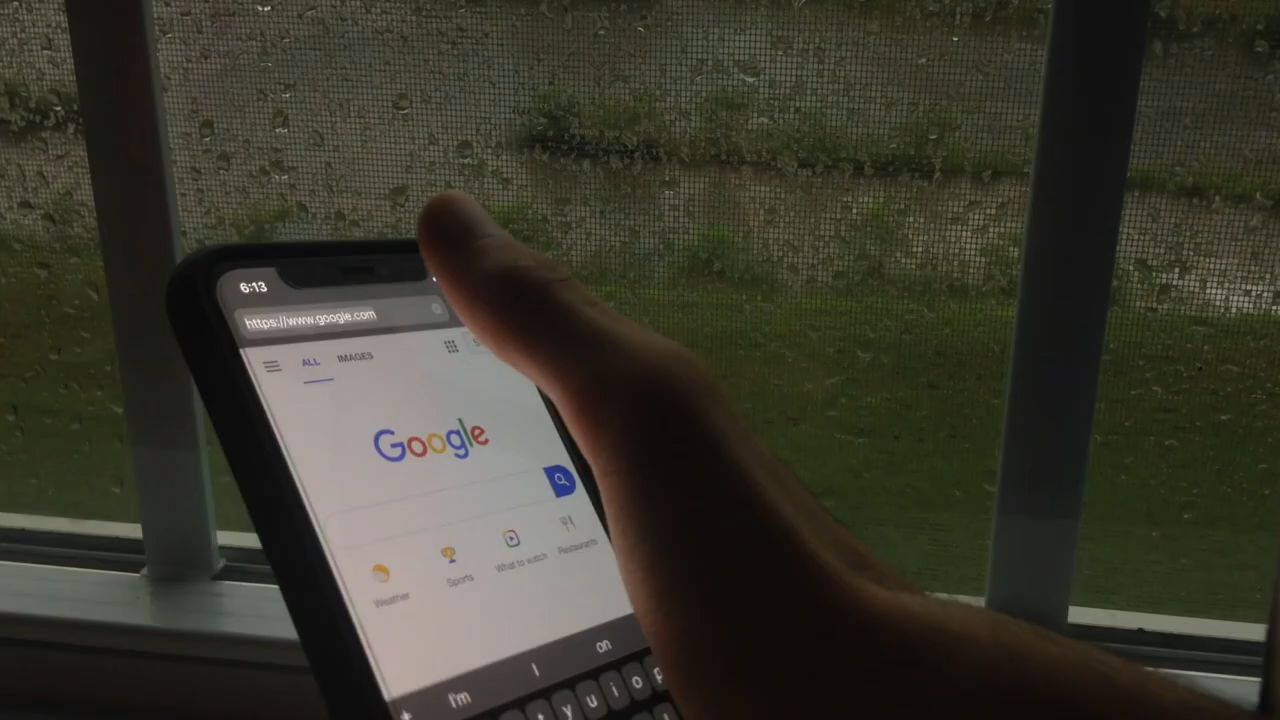 6:13
https://www.google.com
ALL IMAGES
Google
Weather Sports What to watch Restaurants
I'm I on
t y u i o p